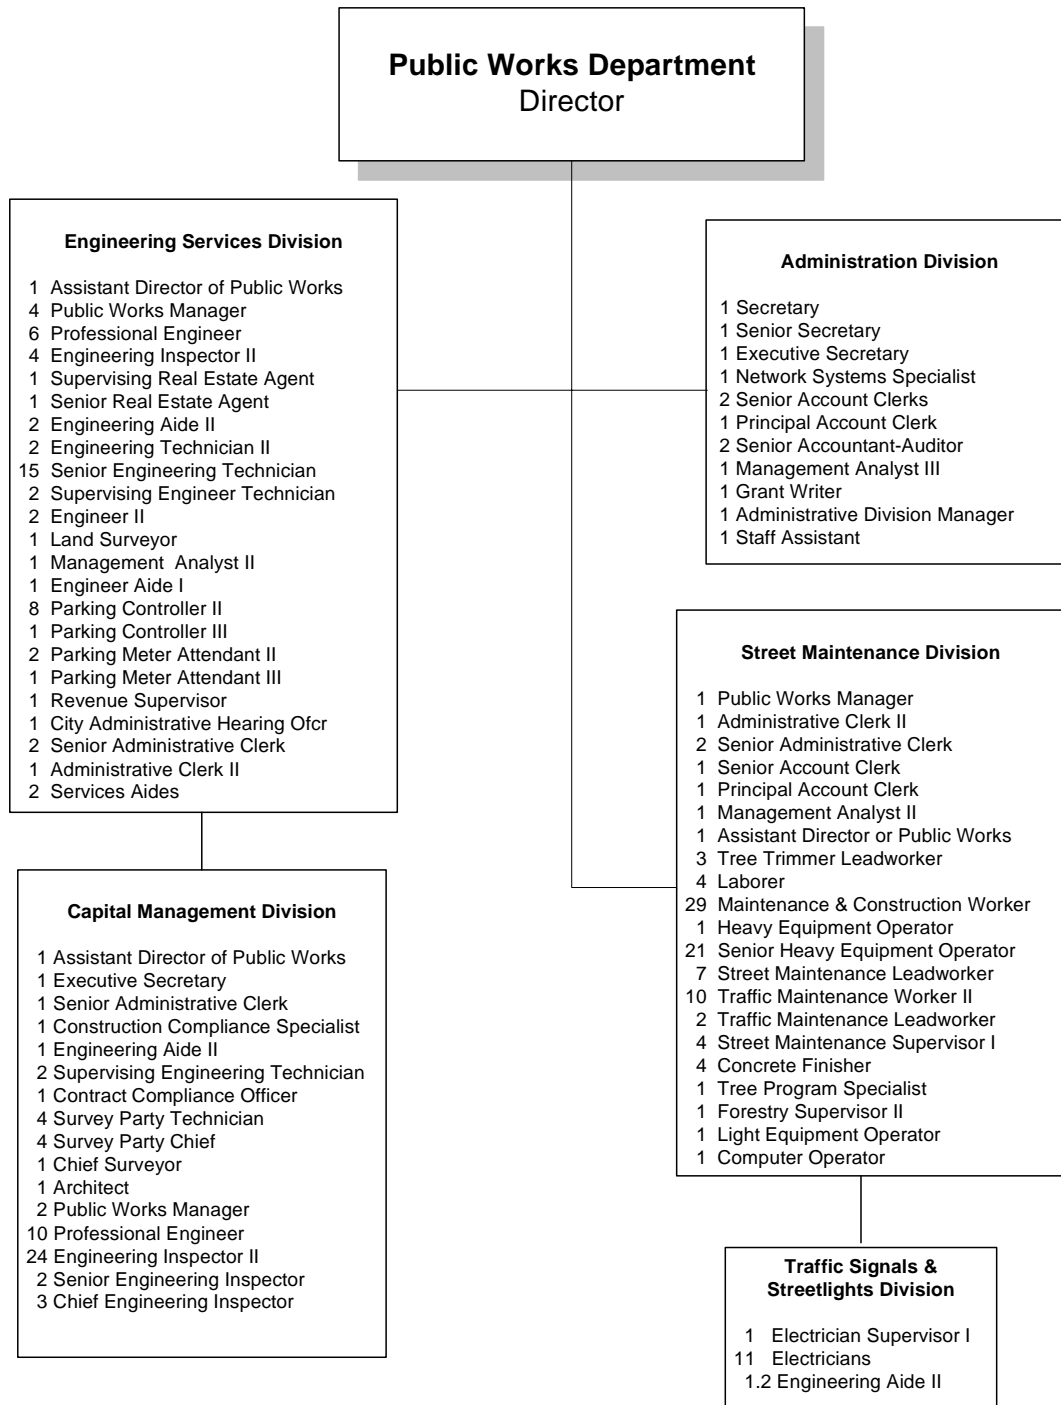 Public Works Department
Director
Engineering Services Division
1 Assistant Director of Public Works
4 Public Works Manager
6 Professional Engineer
4 Engineering Inspector II
1 Supervising Real Estate Agent
1 Senior Real Estate Agent
2 Engineering Aide II
2 Engineering Technician II
15 Senior Engineering Technician
2 Supervising Engineer Technician
2 Engineer II
1 Land Surveyor
1 Management Analyst II
1 Engineer Aide I
8 Parking Controller II
1 Parking Controller III
2 Parking Meter Attendant II
1 Parking Meter Attendant III
1 Revenue Supervisor
1 City Administrative Hearing Ofcr
2 Senior Administrative Clerk
1 Administrative Clerk II
2 Services Aides
Capital Management Division
1 Assistant Director of Public Works
1 Executive Secretary
1 Senior Administrative Clerk
1 Construction Compliance Specialist
1 Engineering Aide II
2 Supervising Engineering Technician
1 Contract Compliance Officer
4 Survey Party Technician
4 Survey Party Chief
1 Chief Surveyor
1 Architect
2 Public Works Manager
10 Professional Engineer
24 Engineering Inspector II
2 Senior Engineering Inspector
3 Chief Engineering Inspector
Administration Division
1 Secretary
1 Senior Secretary
1 Executive Secretary
1 Network Systems Specialist
2 Senior Account Clerks
1 Principal Account Clerk
2 Senior Accountant-Auditor
1 Management Analyst III
1 Grant Writer
1 Administrative Division Manager
1 Staff Assistant
Street Maintenance Division
1 Public Works Manager
1 Administrative Clerk II
2 Senior Administrative Clerk
1 Senior Account Clerk
1 Principal Account Clerk
1 Management Analyst II
1 Assistant Director or Public Works
3 Tree Trimmer Leadworker
4 Laborer
29 Maintenance & Construction Worker
1 Heavy Equipment Operator
21 Senior Heavy Equipment Operator
7 Street Maintenance Leadworker
10 Traffic Maintenance Worker II
2 Traffic Maintenance Leadworker
4 Street Maintenance Supervisor I
4 Concrete Finisher
1 Tree Program Specialist
1 Forestry Supervisor II
1 Light Equipment Operator
1 Computer Operator
Traffic Signals &
Streetlights Division
1 Electrician Supervisor I
11 Electricians
1.2 Engineering Aide II